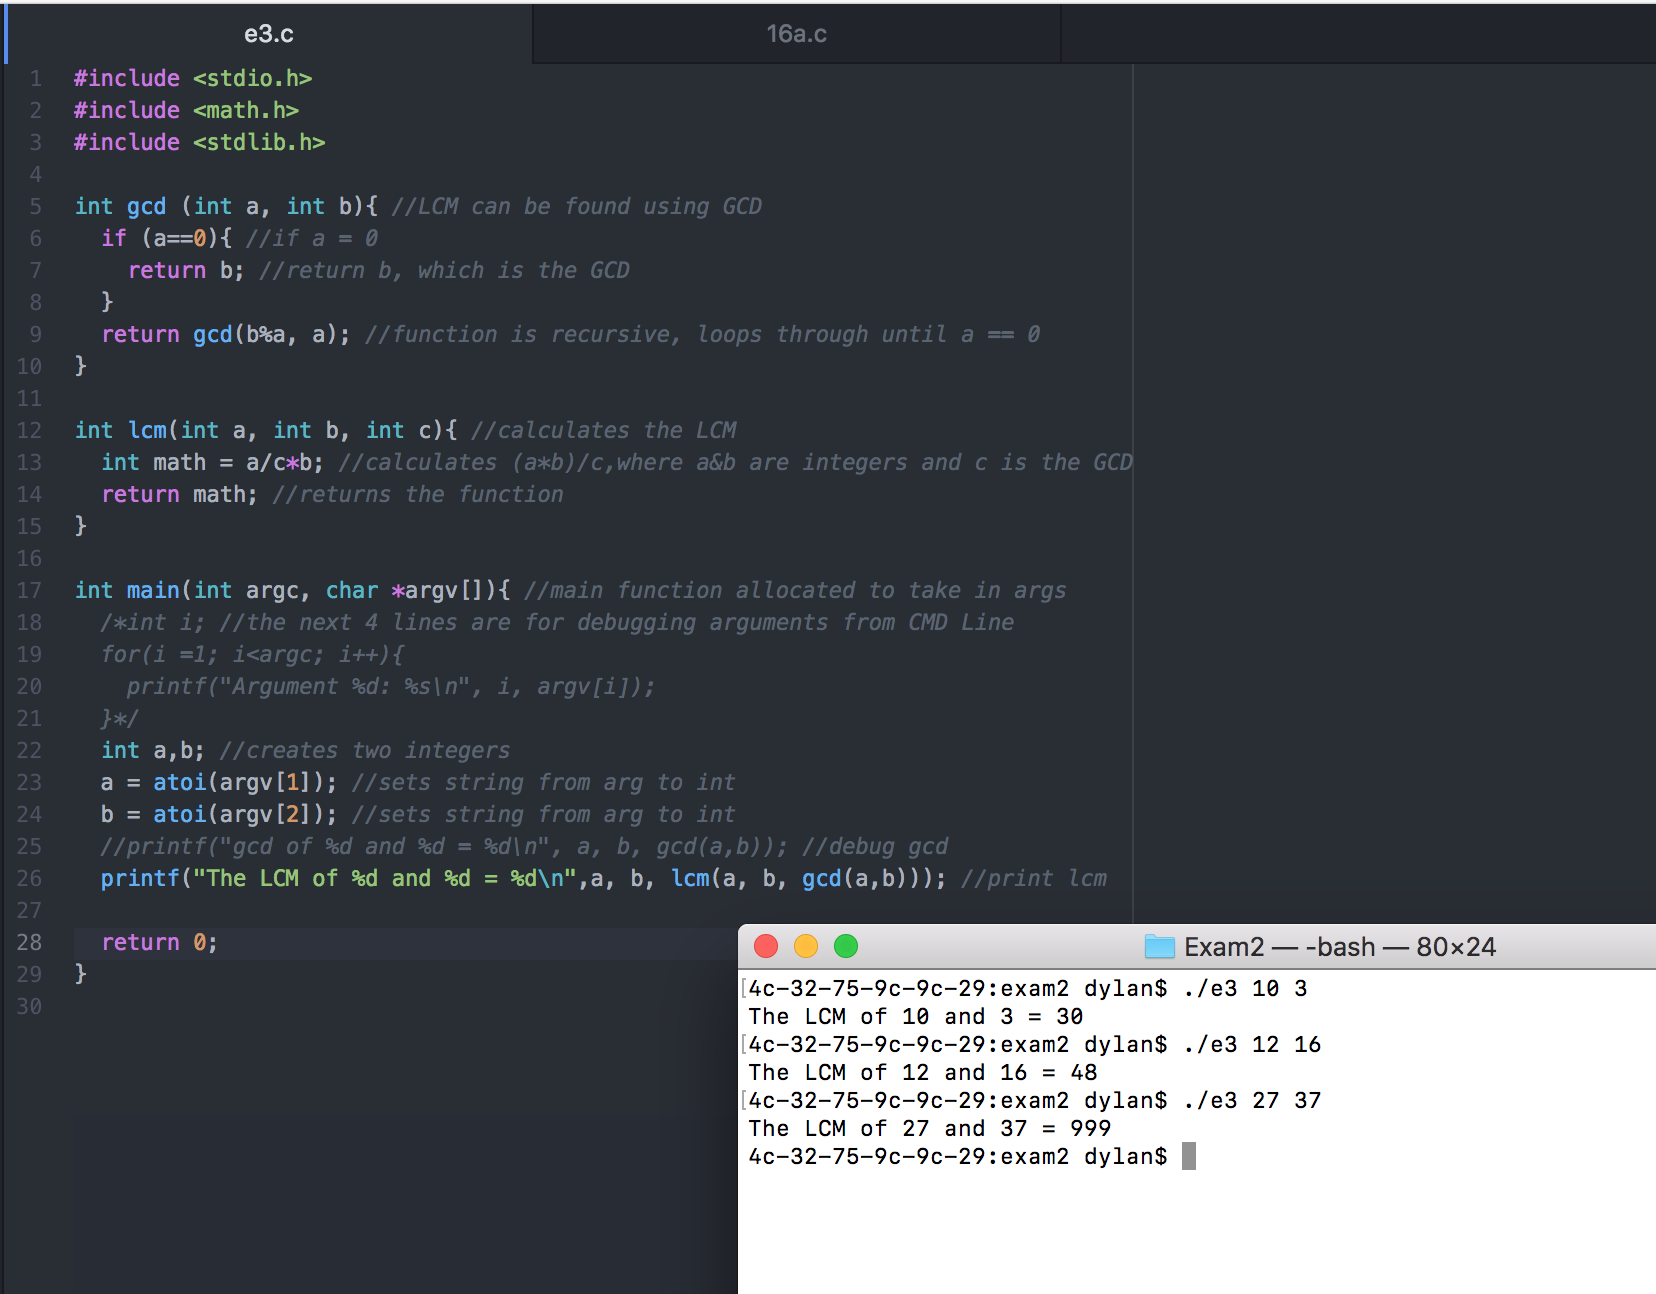 e3.c
16a.c
1 #include <stdio.h>
2 #include <math.h>
3 #include <stdlib.h>
4
5 int gcd (int a, int b){ //LCM can be found using GCD
6 if (a==0){ //if a = 0
7 return b; //return b, which is the GCD
8 }
9 return gcd(b%a, a); //function is recursive, loops through until a == 0
10 }
11
12 int lcm(int a, int b, int c){ //calculates the LCM
13 int math = a/c*b; //calculates (a*b)/c,where a&b are integers and c is the GCD
14 return math; //returns the function
15 }
16
17 int main(int argc, char *argv[]){ //main function allocated to take in args
18 /*int i; //the next 4 lines are for debugging arguments from CMD Line
19 for(i =1; i<argc; i++){
20 printf("Argument %d: %s\n", i, argv[i]);
21 }*/
22 int a,b; //creates two integers
23 a = atoi(argv[1]); //sets string from arg to int
24 b = atoi(argv[2]); //sets string from arg to int
25 //printf("gcd of %d and %d = %d\n", a, b, gcd(a,b)); //debug gcd
26 printf("The LCM of %d and %d = %d\n",a, b, lcm(a, b, gcd(a,b))); //print lcm
27
28 return 0;
29 }
30
Exam2 — -bash — 80×24
[4c-32-75-9c-9c-29:exam2 dylan$ ./e3 10 3
The LCM of 10 and 3 = 30
[4c-32-75-9c-9c-29:exam2 dylan$ ./e3 12 16
The LCM of 12 and 16 = 48
[4c-32-75-9c-9c-29:exam2 dylan$ ./e3 27 37
The LCM of 27 and 37 = 999
4c-32-75-9c-9c-29:exam2 dylan$